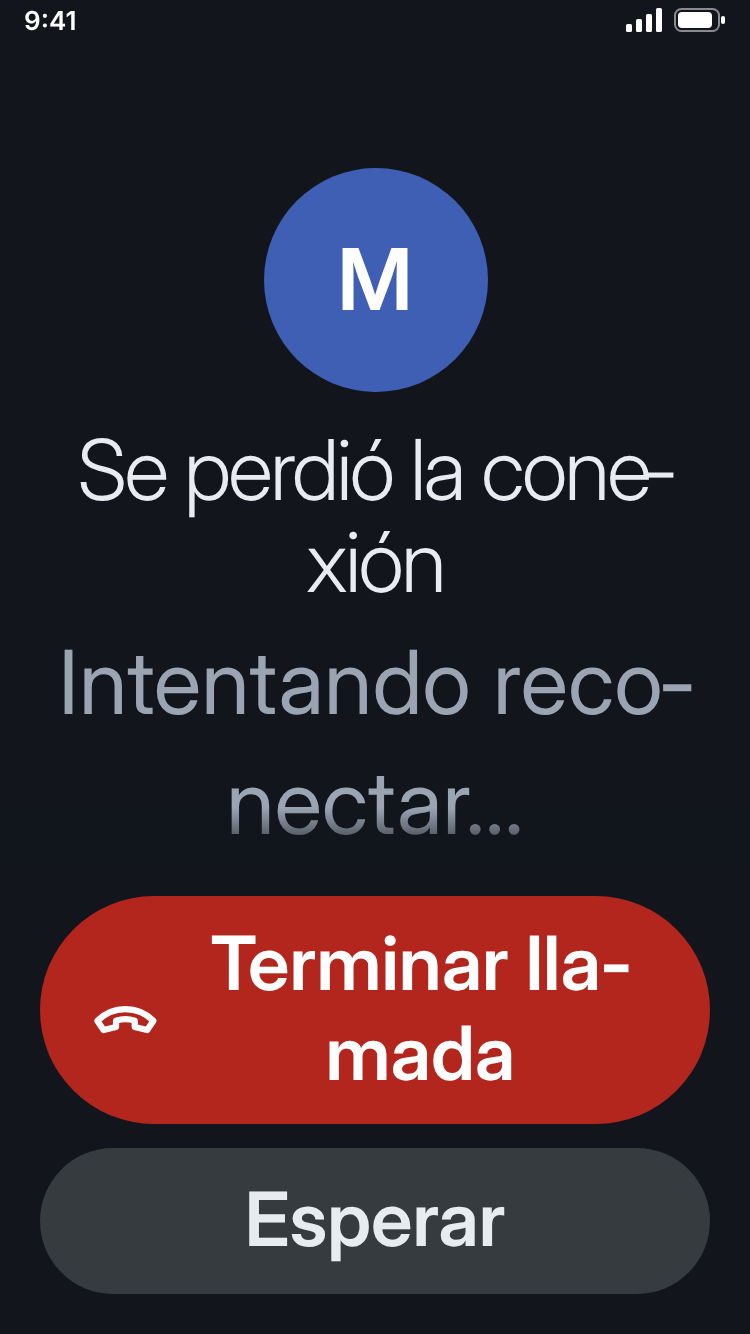 9:41
M
Se perdió la cone-
xión
Intentando reco-
nectar...
Terminar lla-
mada
Esperar